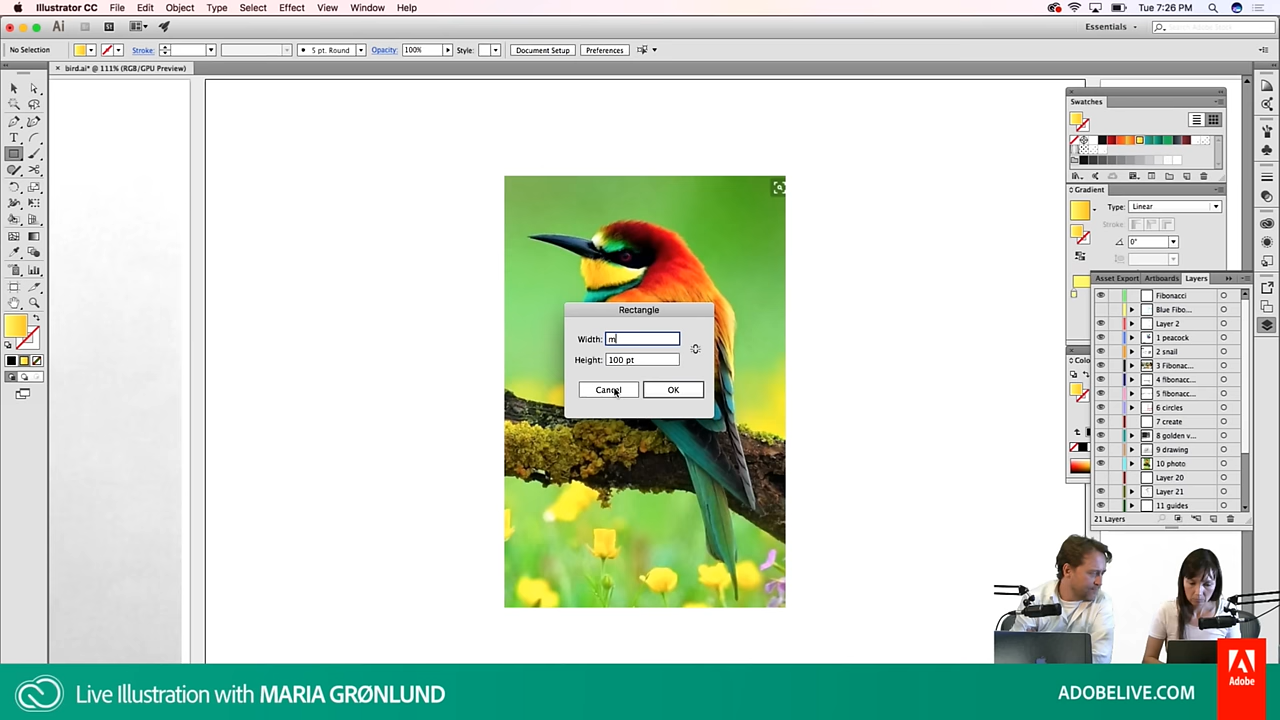 Illustrator CC File Edit Object Type Select Effect View Window Help
Tue 7:26 PM
Ai
Essentials
No Selection
Stroke:
5 pt. Round
Opacity: 100%
Style:
Document Setup
Preferences
× bird.ai* @ 111% (RGB/GPU Preview)
Swatches
Gradient
Type: Linear
Stroke:
0°
Asset Export Artboards Layers
Fibonacci
Blue Fibo...
Layer 2
1 peacock
2 snail
3 Fibonac...
4 fibonacc...
5 fibonacc...
6 circles
7 create
8 golden v...
9 drawing
10 photo
Layer 20
Layer 21
11 guides
21 Layers
Colo
Rectangle
Width: m
Height: 100 pt
Cancel
OK
Live Illustration with MARIA GRØNLUND
ADOBELIVE.COM
Adobe